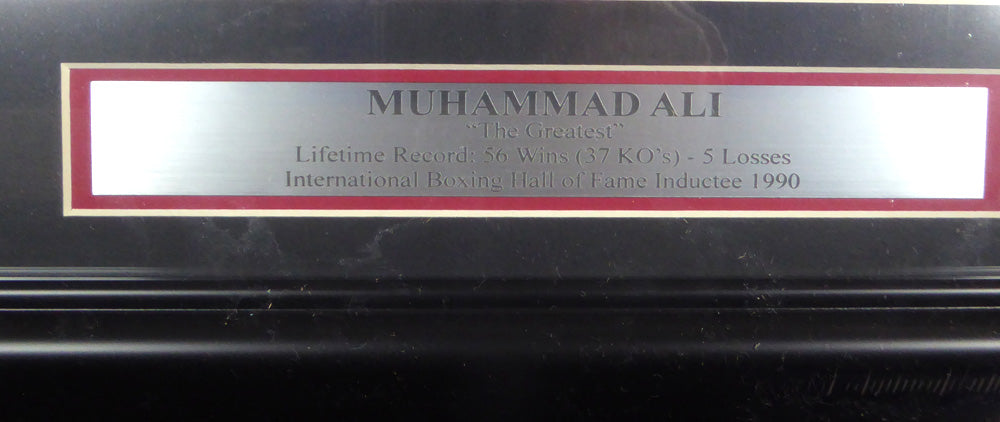 MUHAMMAD ALI
“The Greatest”
Lifetime Record: 56 Wins (37 KO's) - 5 Losses
International Boxing Hall of Fame Inductee 1990